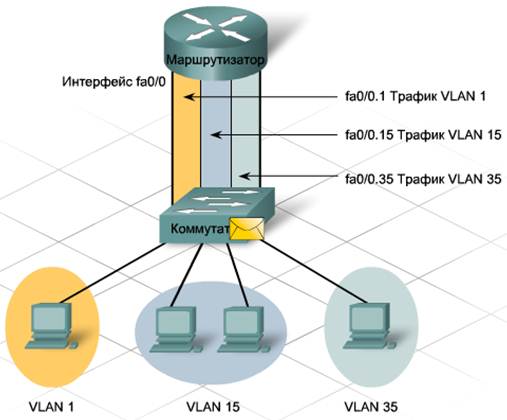 Маршрутизатор
Интерфейс fa0/0
fa0/0.1 Трафик VLAN 1
fa0/0.15 Трафик VLAN 15
fa0/0.35 Трафик VLAN 35
Коммутат
VLAN 1
VLAN 15
VLAN 35